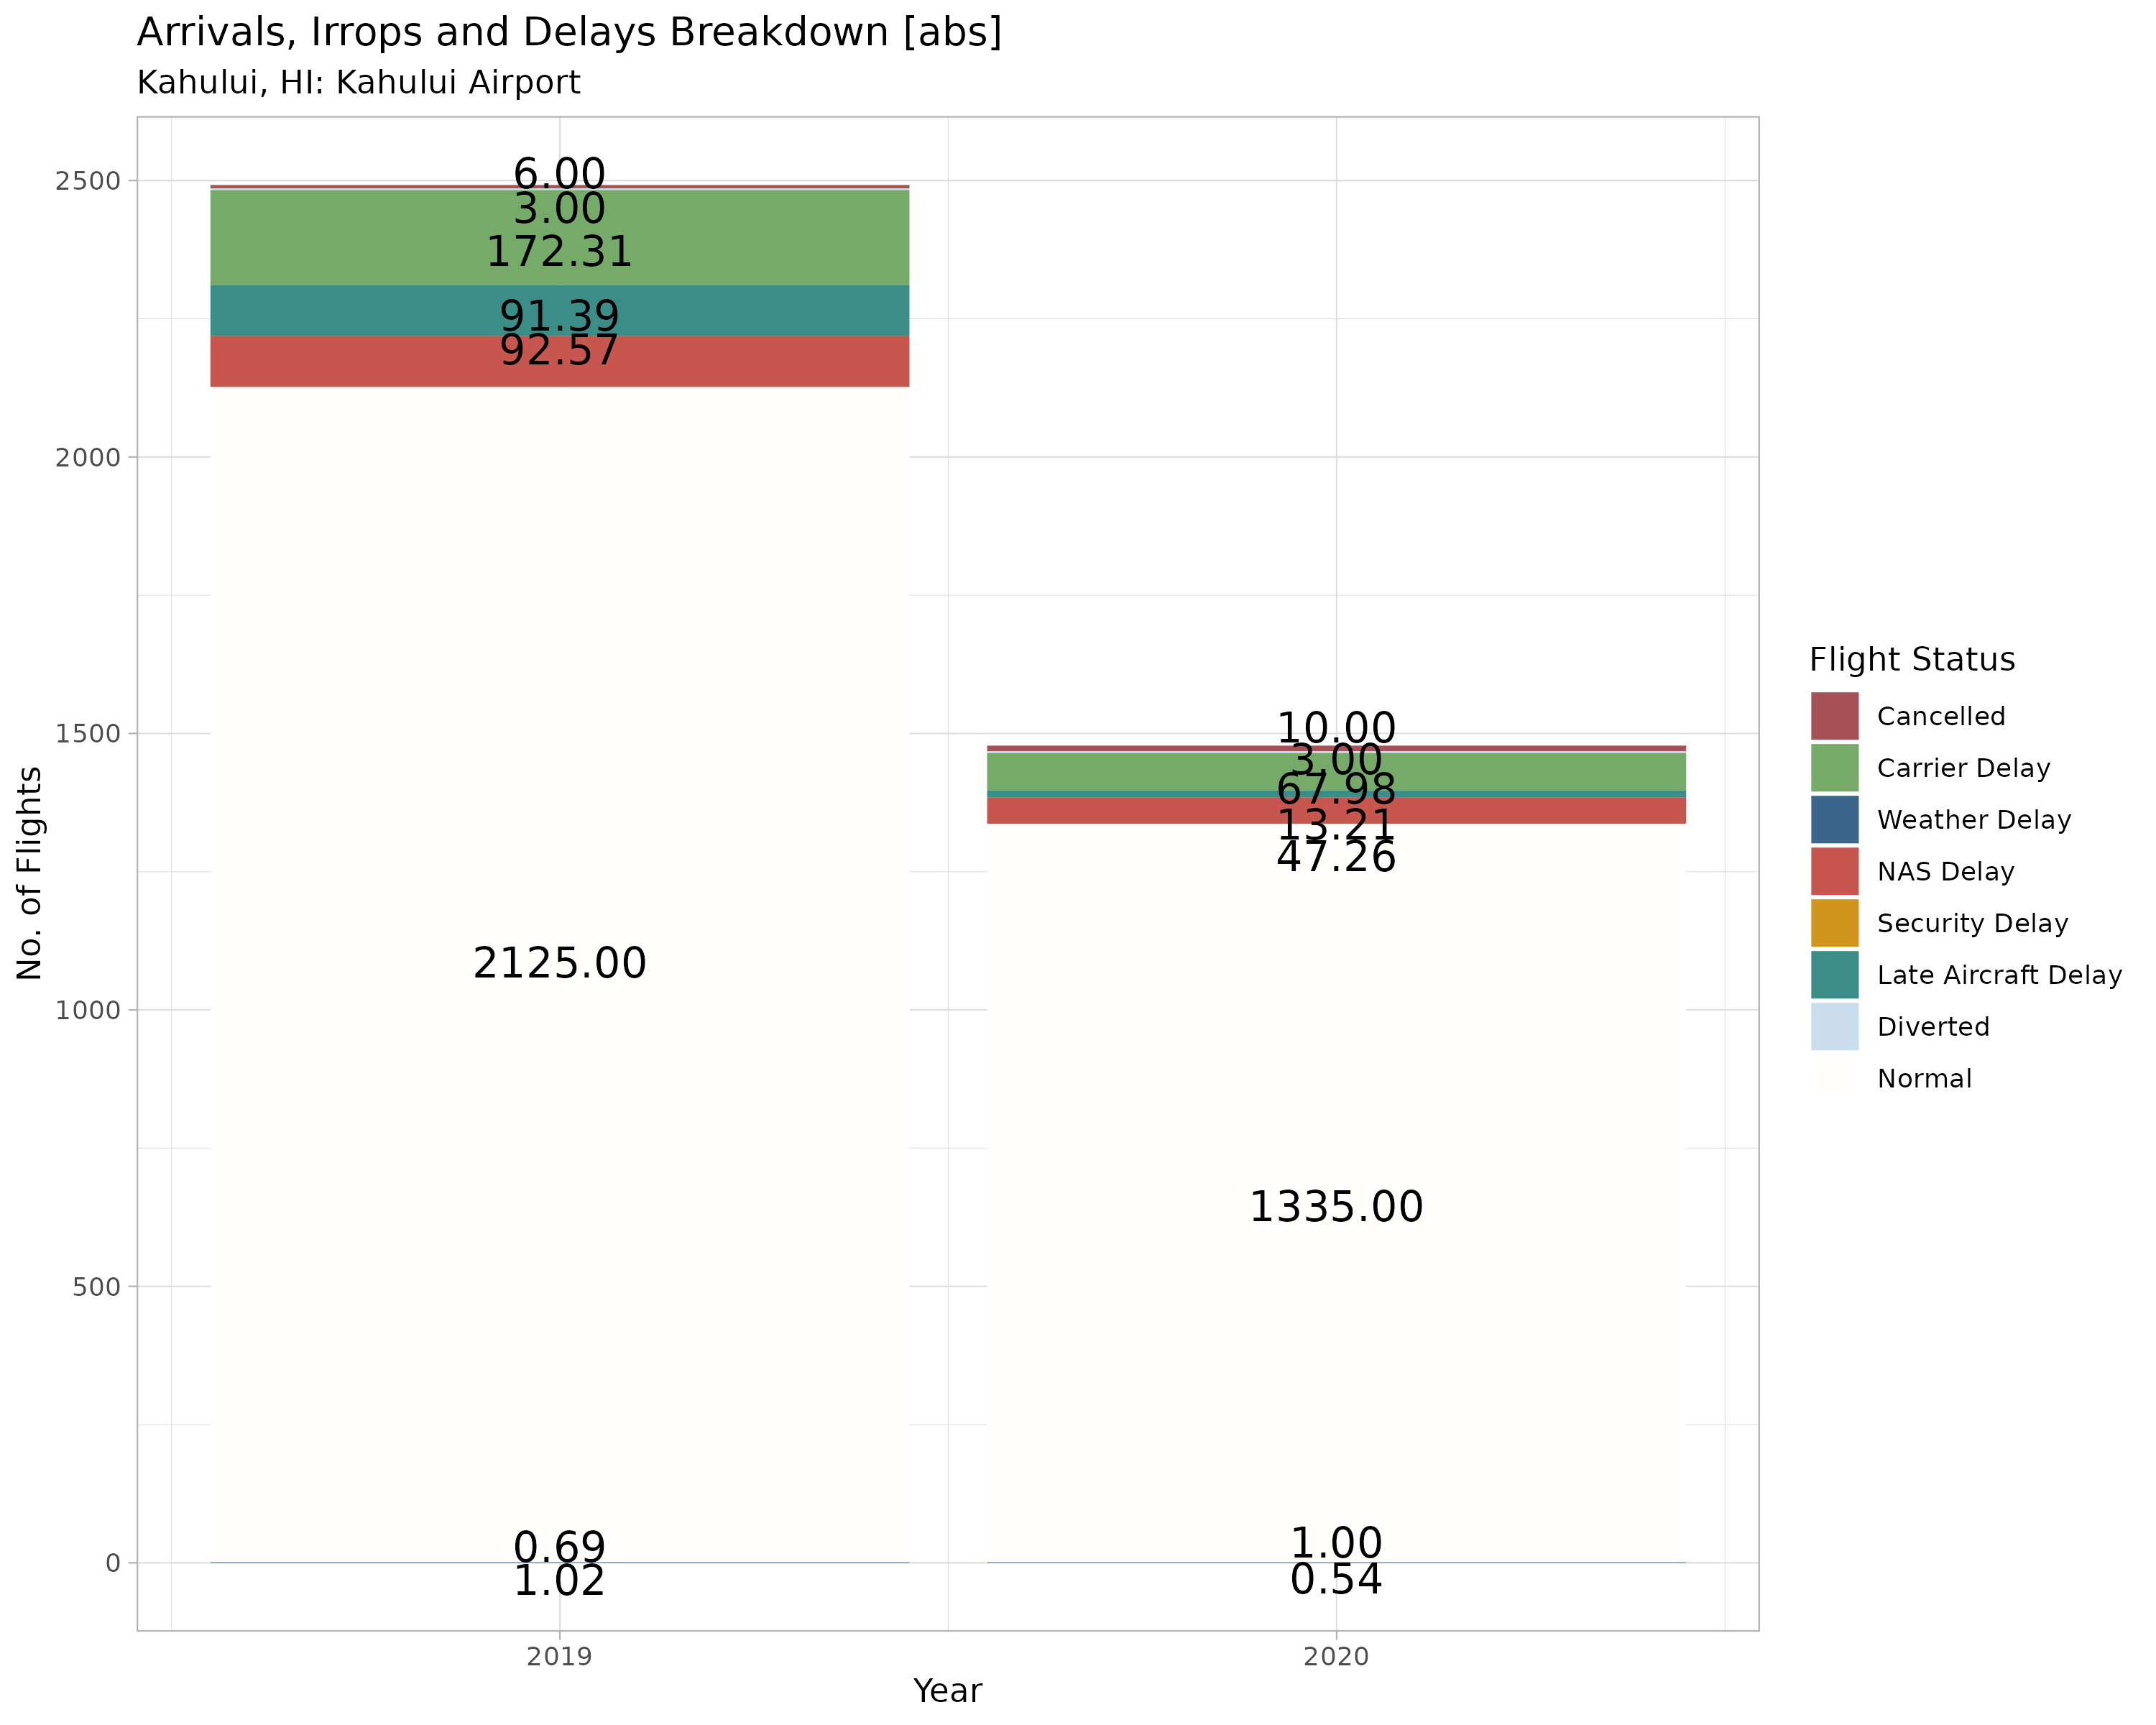 Arrivals, Irrops and Delays Breakdown [abs]
Kahului, HI: Kahului Airport
No. of Flights
2500
2000
1500
1000
500
0
6.00
3.00
172.31
91.39
92.57
2125.00
0.69
1.02
10.00
3.00
67.98
13.21
47.26
1335.00
1.00
0.54
2019
2020
Year
Flight Status
Cancelled
Carrier Delay
Weather Delay
NAS Delay
Security Delay
Late Aircraft Delay
Diverted
Normal